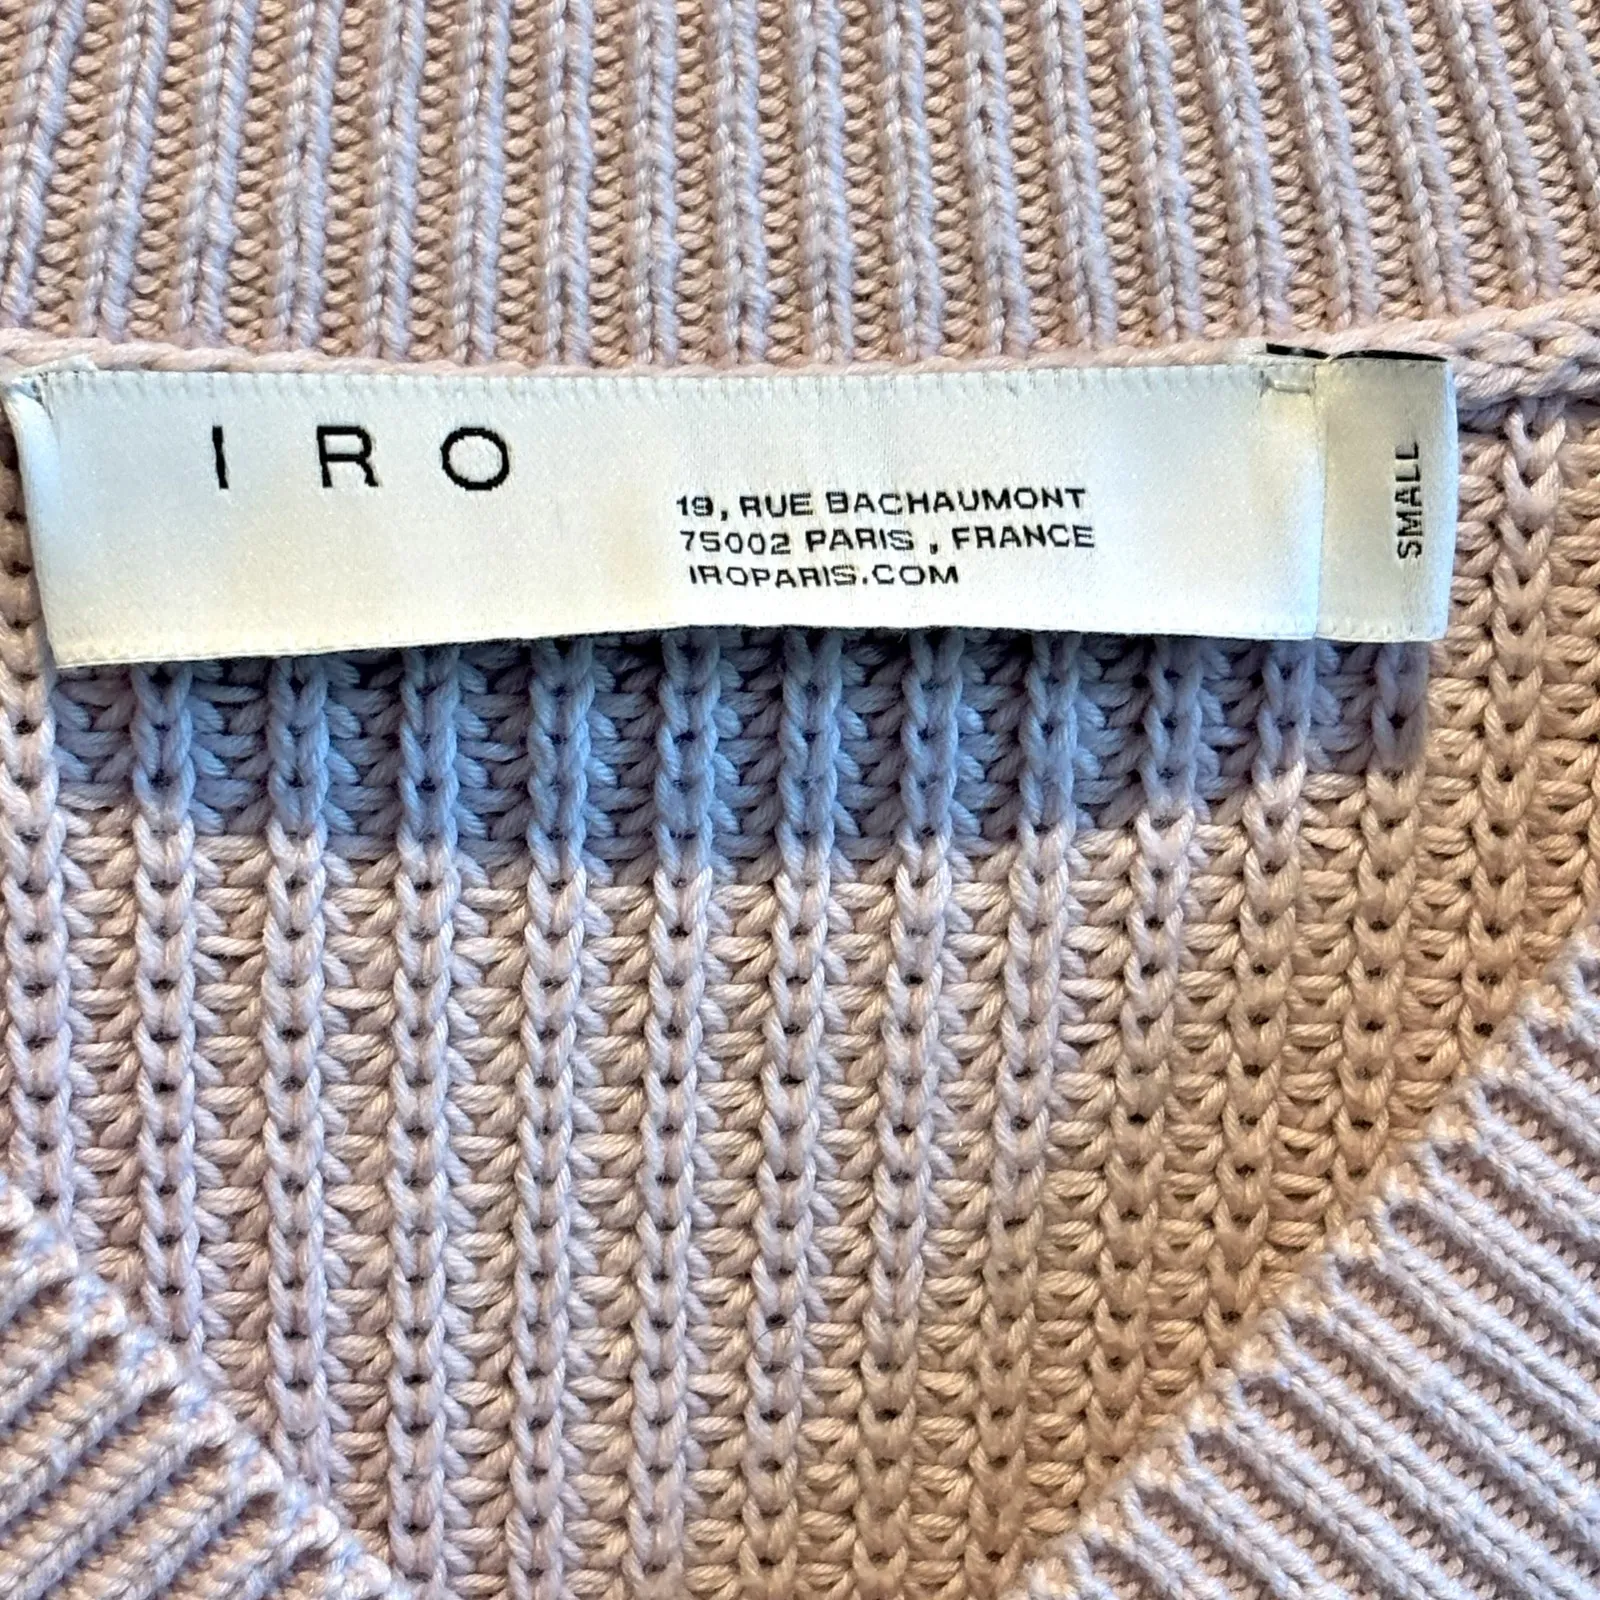 IRO
19, RUE BACHAUMONT
75002 PARIS , FRANCE
IROPARIS.COM
SMALL